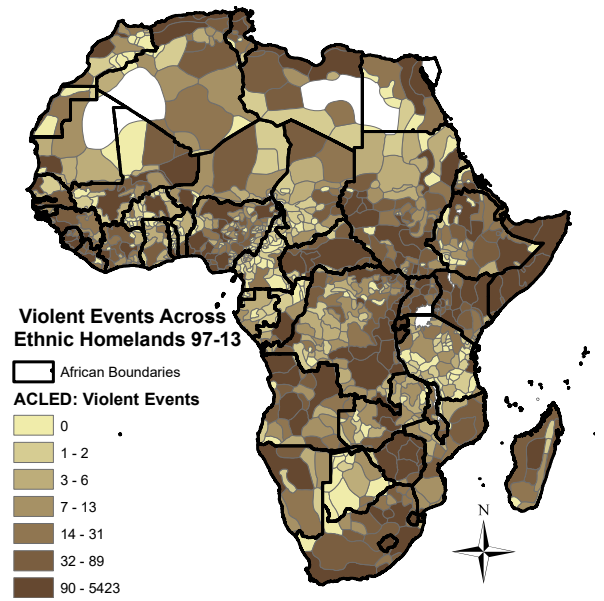 Violent Events Across
Ethnic Homelands 97-13
African Boundaries
ACLED: Violent Events
0
1 - 2
3 - 6
7 - 13
14 - 31
32 - 89
90 - 5423
N